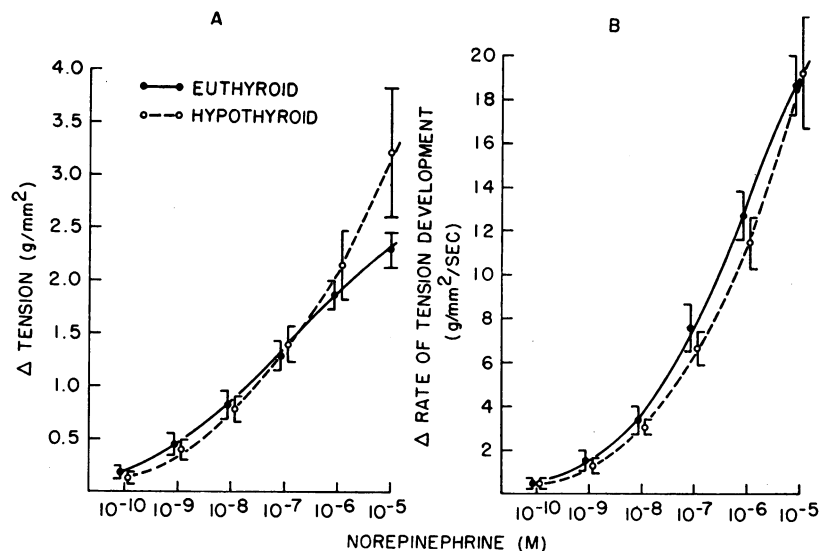 A
4.0
3.5
3.0
2.5
2.0
1.5
1.0
0.5
Δ TENSION (g/mm²)
EUTHYROID
HYPOTHYROID
10⁻¹⁰ 10⁻⁹ 10⁻⁸ 10⁻⁷ 10⁻⁶ 10⁻⁵
B
20
18
16
14
12
10
8
6
4
2
Δ RATE OF TENSION DEVELOPMENT
(g/mm²/SEC)
10⁻¹⁰ 10⁻⁹ 10⁻⁸ 10⁻⁷ 10⁻⁶ 10⁻⁵
NOREPINEPHRINE (M)